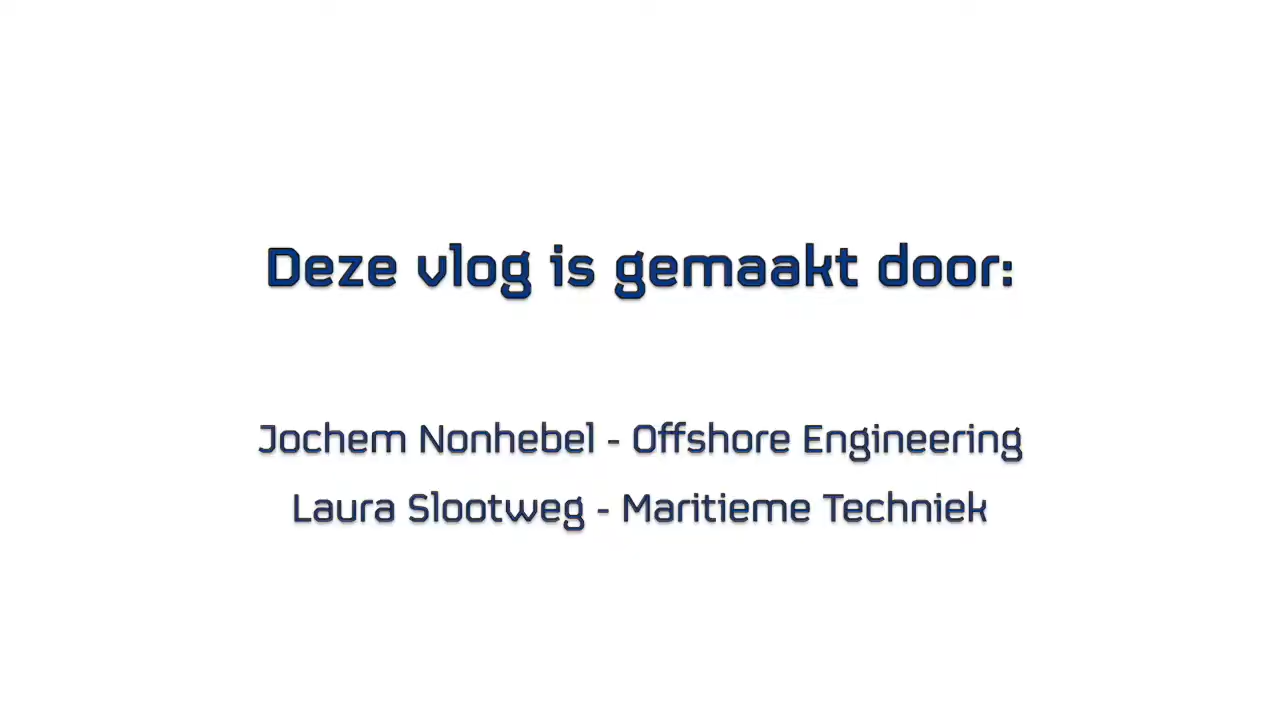 Deze vlog is gemaakt door:
Jochem Nonhebel - Offshore Engineering
Laura Slootweg - Maritieme Techniek